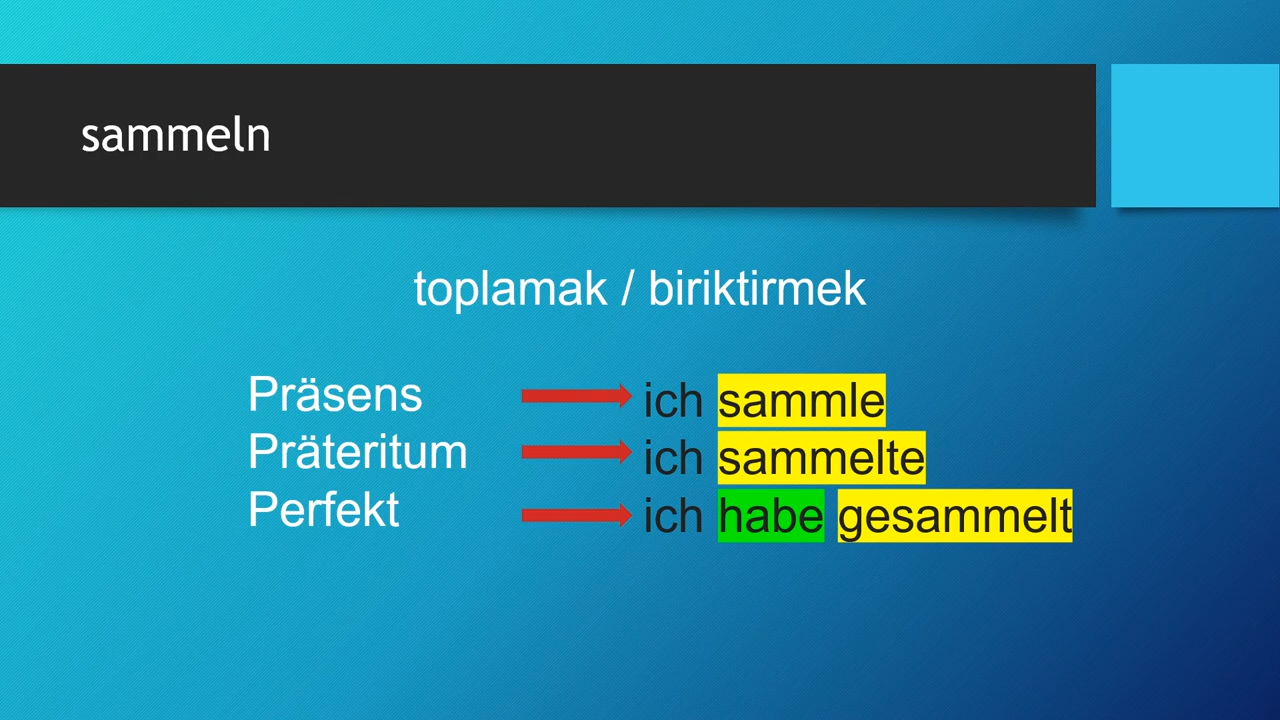 sammeln
toplamak / biriktirmek
Präsens ich sammle
Präteritum ich sammelte
Perfekt ich habe gesammelt